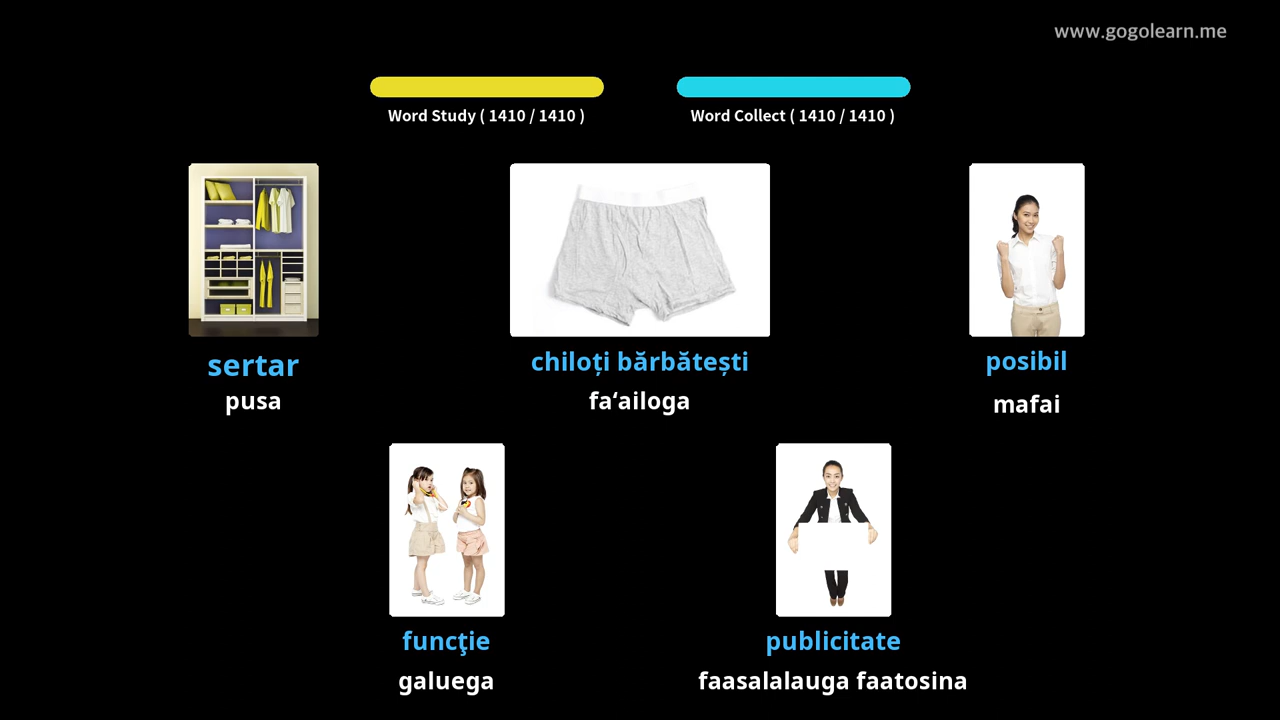 www.gogolearn.me
Word Study ( 1410 / 1410 )
Word Collect ( 1410 / 1410 )
sertar
pusa
chiloți bărbătești
fa‘ailoga
posibil
mafai
funcţie
galuega
publicitate
faasalalauga faatosina